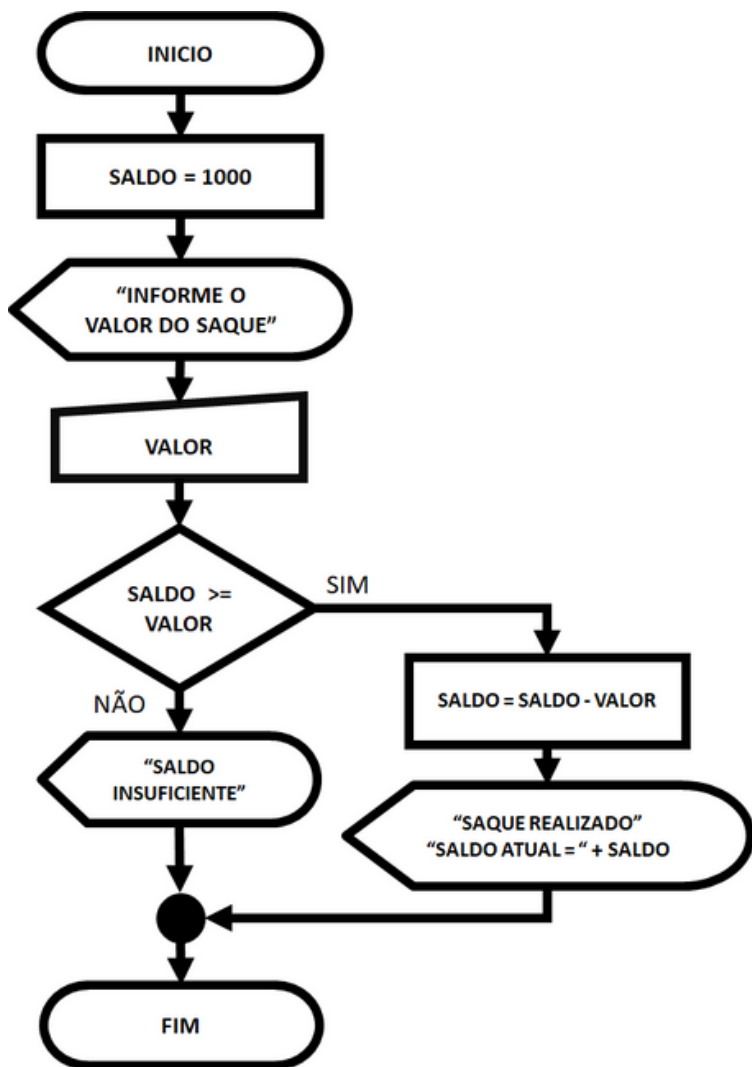 INICIO
SALDO = 1000
“INFORME O
VALOR DO SAQUE”
VALOR
SALDO >=
VALOR
SIM
NÃO
SALDO = SALDO - VALOR
“SALDO
INSUFICIENTE”
“SAQUE REALIZADO”
“SALDO ATUAL = “ + SALDO
FIM